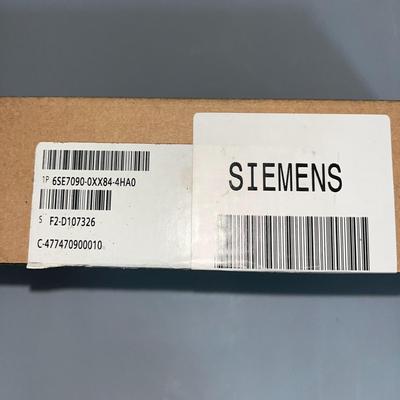 1P 6SE7090-0XX84-4HA0
S F2-D107326
C-477470900010
SIEMENS